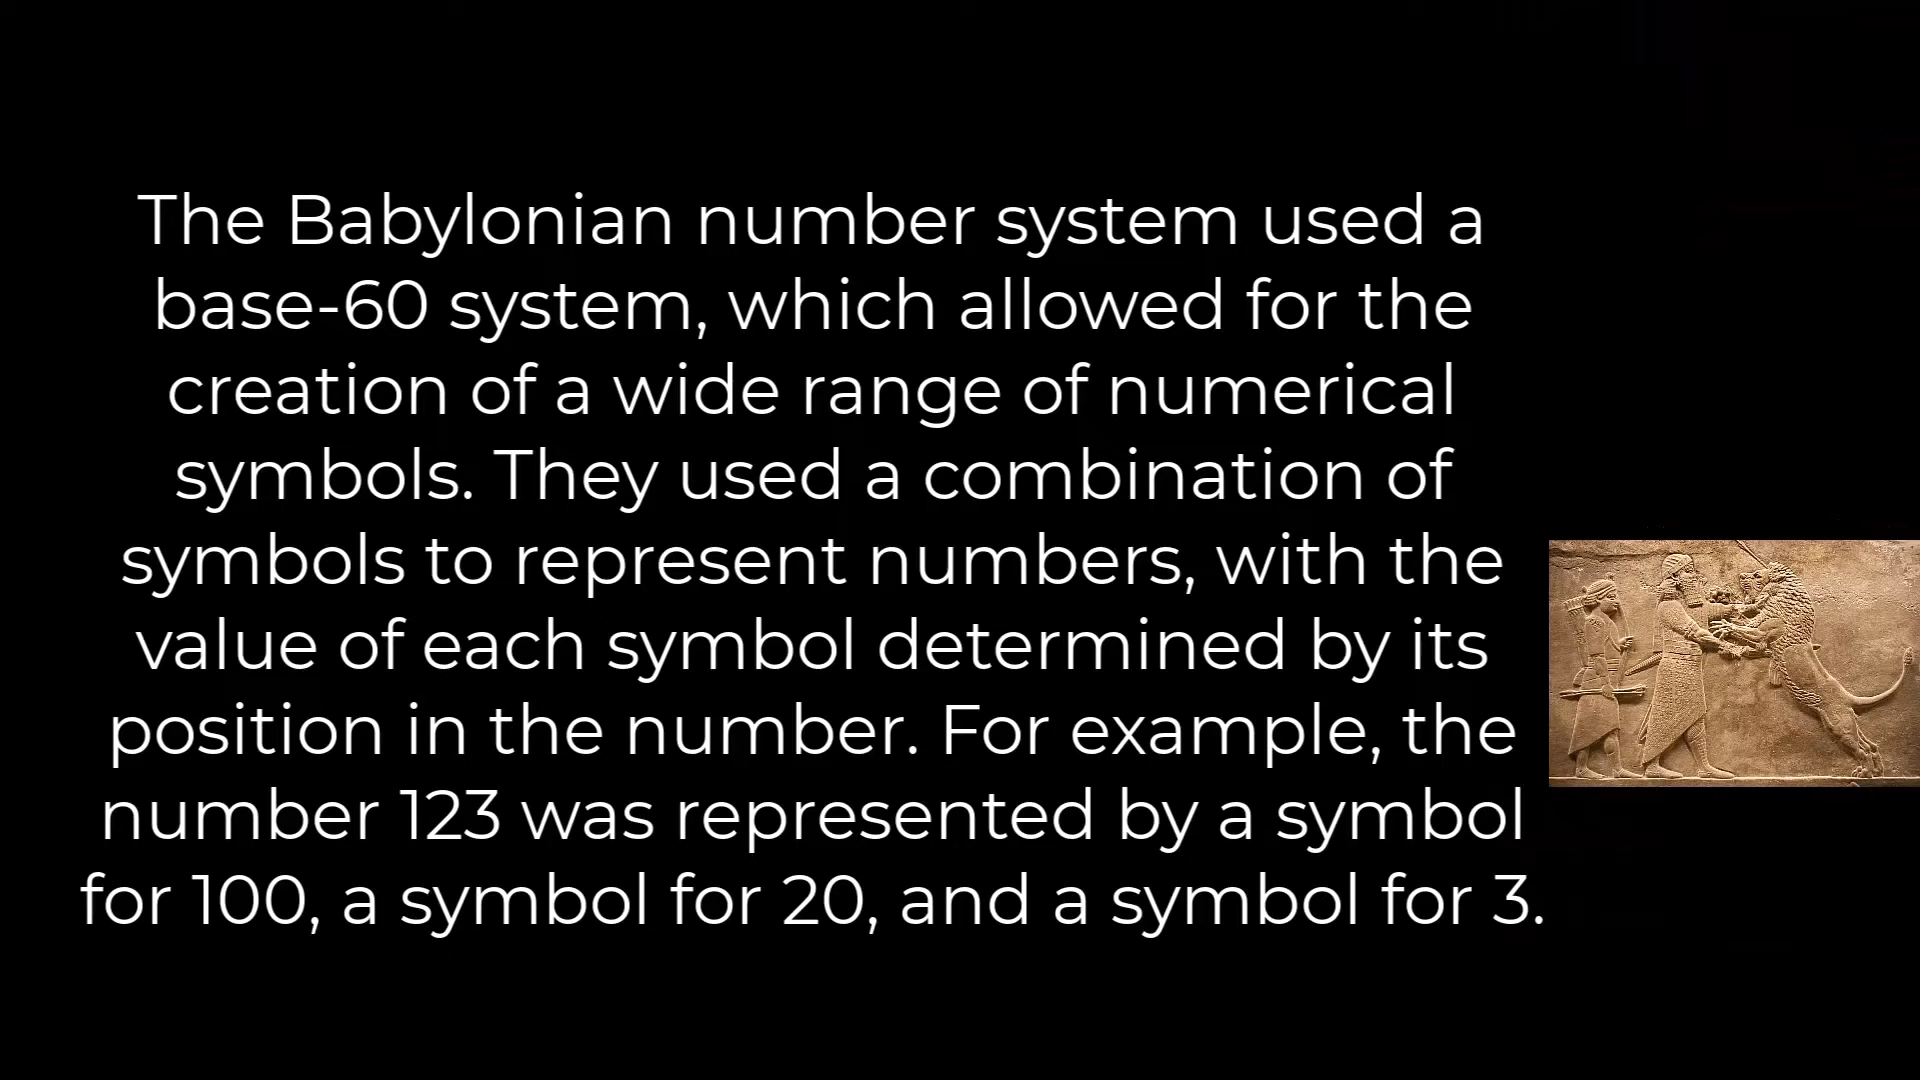 The Babylonian number system used a
base-60 system, which allowed for the
creation of a wide range of numerical
symbols. They used a combination of
symbols to represent numbers, with the
value of each symbol determined by its
position in the number. For example, the
number 123 was represented by a symbol
for 100, a symbol for 20, and a symbol for 3.